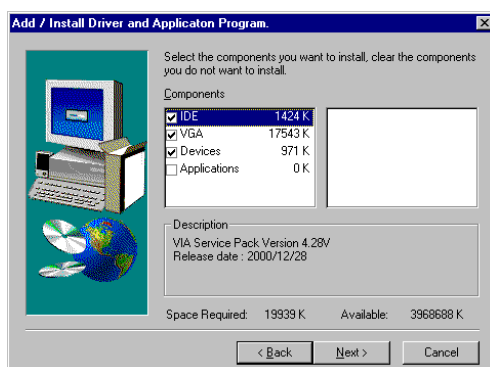 Add / Install Driver and Applicaton Program.
Select the components you want to install, clear the components
you do not want to install.
Components
IDE 1424 K
VGA 17543 K
Devices 971 K
Applications 0 K
Description
VIA Service Pack Version 4.28V
Release date : 2000/12/28
Space Required: 19939 K Available: 3968688 K
< Back Next > Cancel